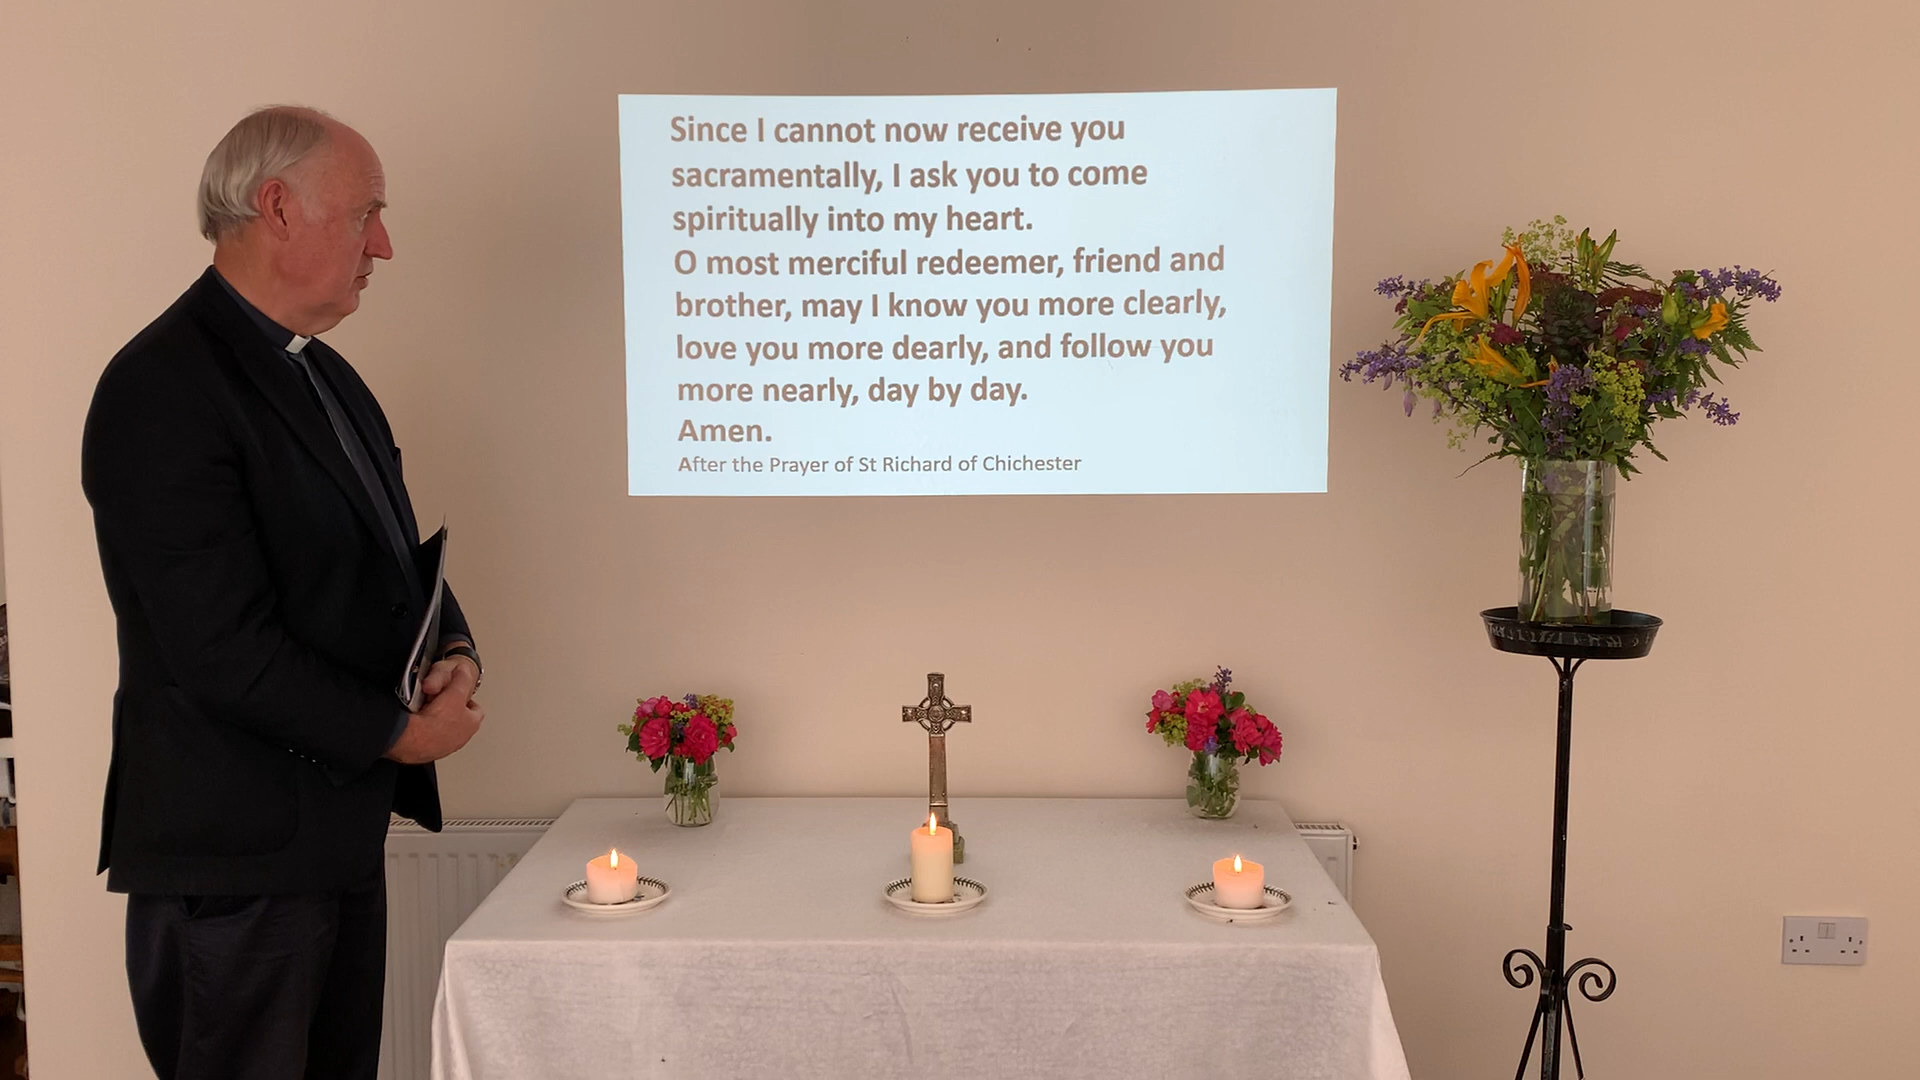 Since I cannot now receive you
sacramentally, I ask you to come
spiritually into my heart.
O most merciful redeemer, friend and
brother, may I know you more clearly,
love you more dearly, and follow you
more nearly, day by day.
Amen.
After the Prayer of St Richard of Chichester